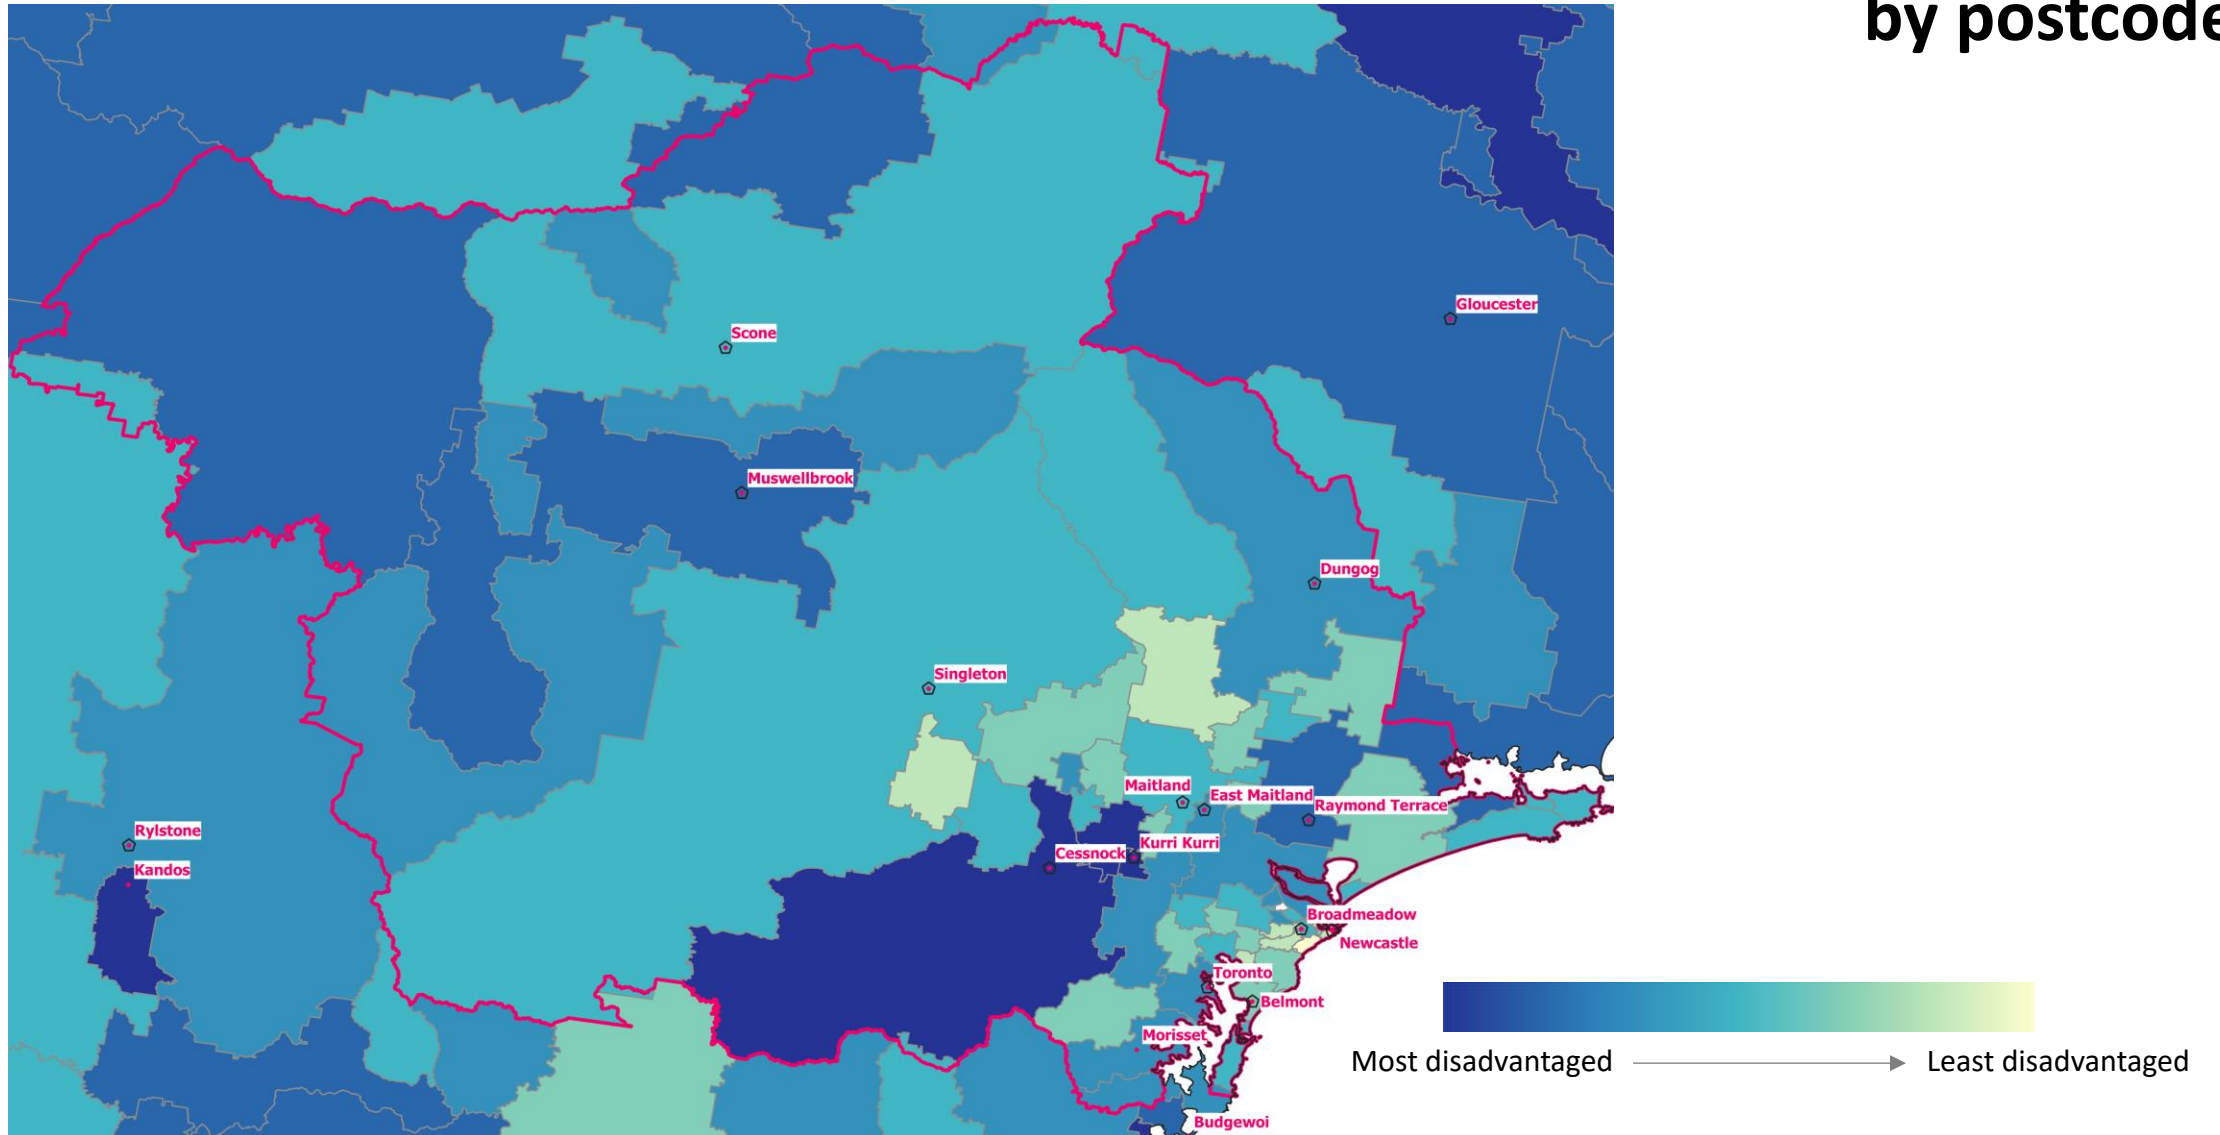 by postcode
Gloucester
Scone
Muswellbrook
Dungog
Singleton
Maitland
East Maitland
Raymond Terrace
Rylstone
Kurri Kurri
Cessnock
Kandos
Broadmeadow
Newcastle
Toronto
Belmont
Morisset
Most disadvantaged
Least disadvantaged
Budgewoi